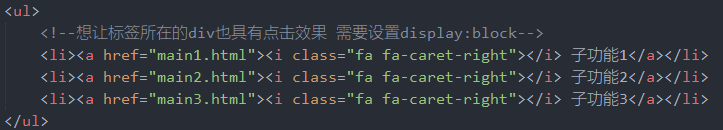 <ul>
<!--想让标签所在的div也具有点击效果 需要设置display:block-->
<li><a href="main1.html"><i class="fa fa-caret-right"></i> 子功能1</a></li>
<li><a href="main2.html"><i class="fa fa-caret-right"></i> 子功能2</a></li>
<li><a href="main3.html"><i class="fa fa-caret-right"></i> 子功能3</a></li>
</ul>